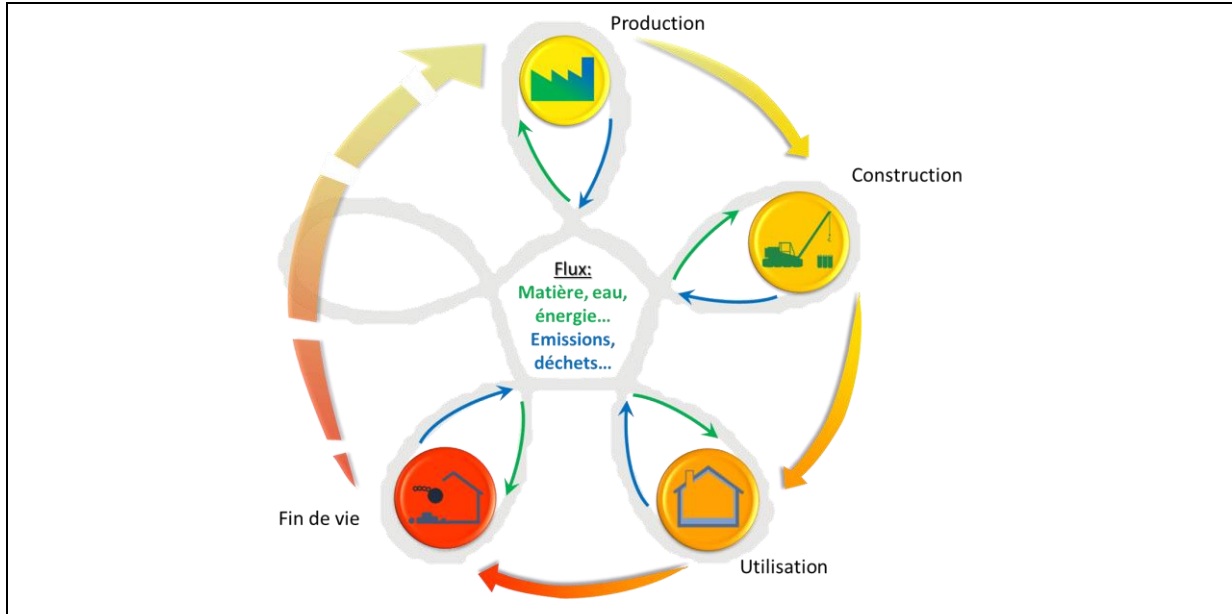 Production
Construction
Flux:
Matière, eau,
énergie...
Emissions,
déchets...
Fin de vie
Utilisation